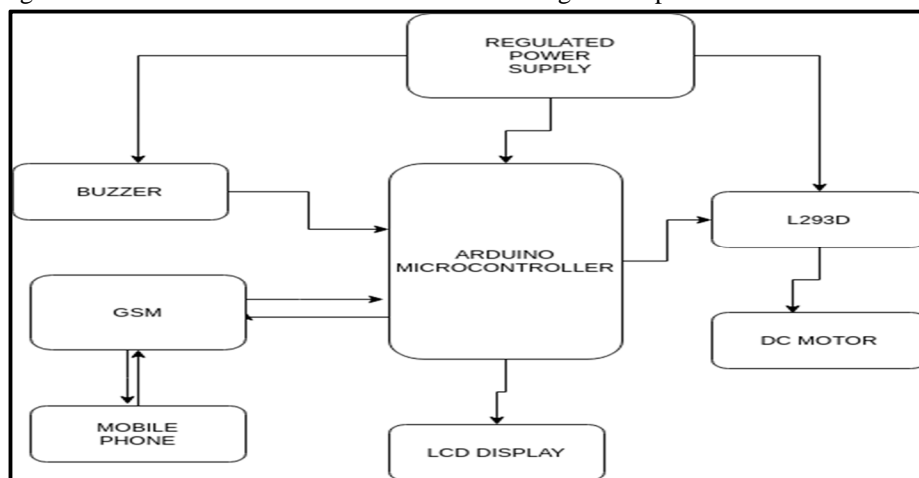 REGULATED
POWER
SUPPLY
BUZZER
L293D
ARDUINO
MICROCONTROLLER
GSM
DC MOTOR
MOBILE
PHONE
LCD DISPLAY